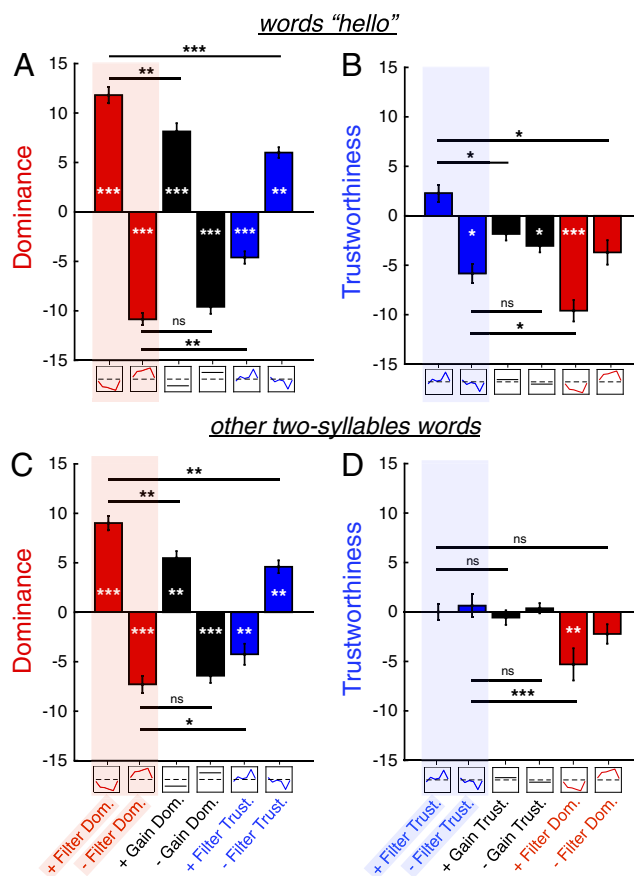 words "hello"
A
Dominance
15
10
5
0
-5
-10
-15
***
**
***
***
***
***
***
**
ns
**
B
Trustworthiness
15
10
5
0
-5
-10
-15
*
*
*
*
***
ns
*
other two-syllables words
C
Dominance
15
10
5
0
-5
-10
-15
**
**
***
***
**
***
**
**
ns
*
+ Filter Dom.
- Filter Dom.
+ Gain Dom.
- Gain Dom.
+ Filter Trust.
- Filter Trust.
D
Trustworthiness
15
10
5
0
-5
-10
-15
ns
ns
**
ns
***
+ Filter Trust.
- Filter Trust.
+ Gain Trust.
- Gain Trust.
+ Filter Dom.
- Filter Dom.